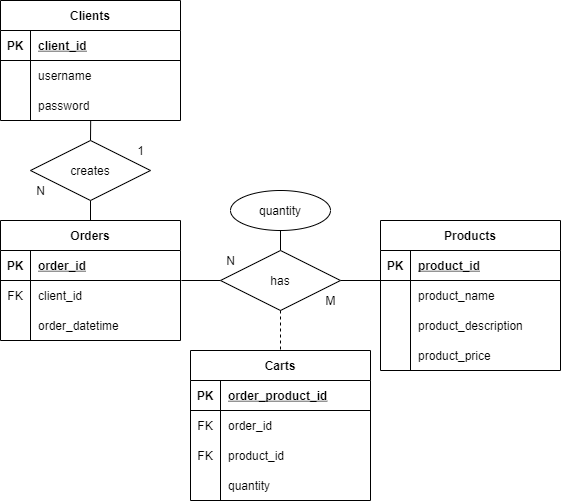 Clients
PK client_id
username
password
1
creates
N
quantity
Orders
PK order_id
FK client_id
order_datetime
N
has
M
Products
PK product_id
product_name
product_description
product_price
Carts
PK order_product_id
FK order_id
FK product_id
quantity